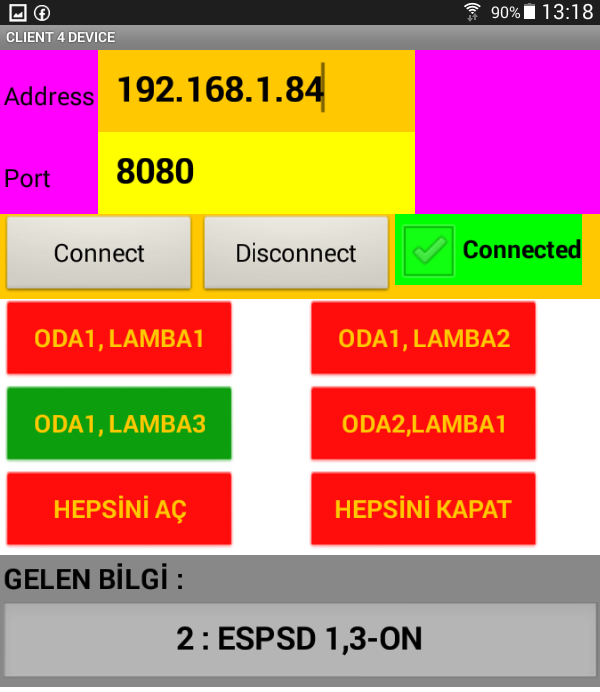 90% 13:18
CLIENT 4 DEVICE
Address 192.168.1.84
Port 8080
Connect Disconnect Connected
ODA1, LAMBA1 ODA1, LAMBA2
ODA1, LAMBA3 ODA2,LAMBA1
HEPSİNİ AÇ HEPSİNİ KAPAT
GELEN BİLGİ :
2 : ESPSD 1,3-ON